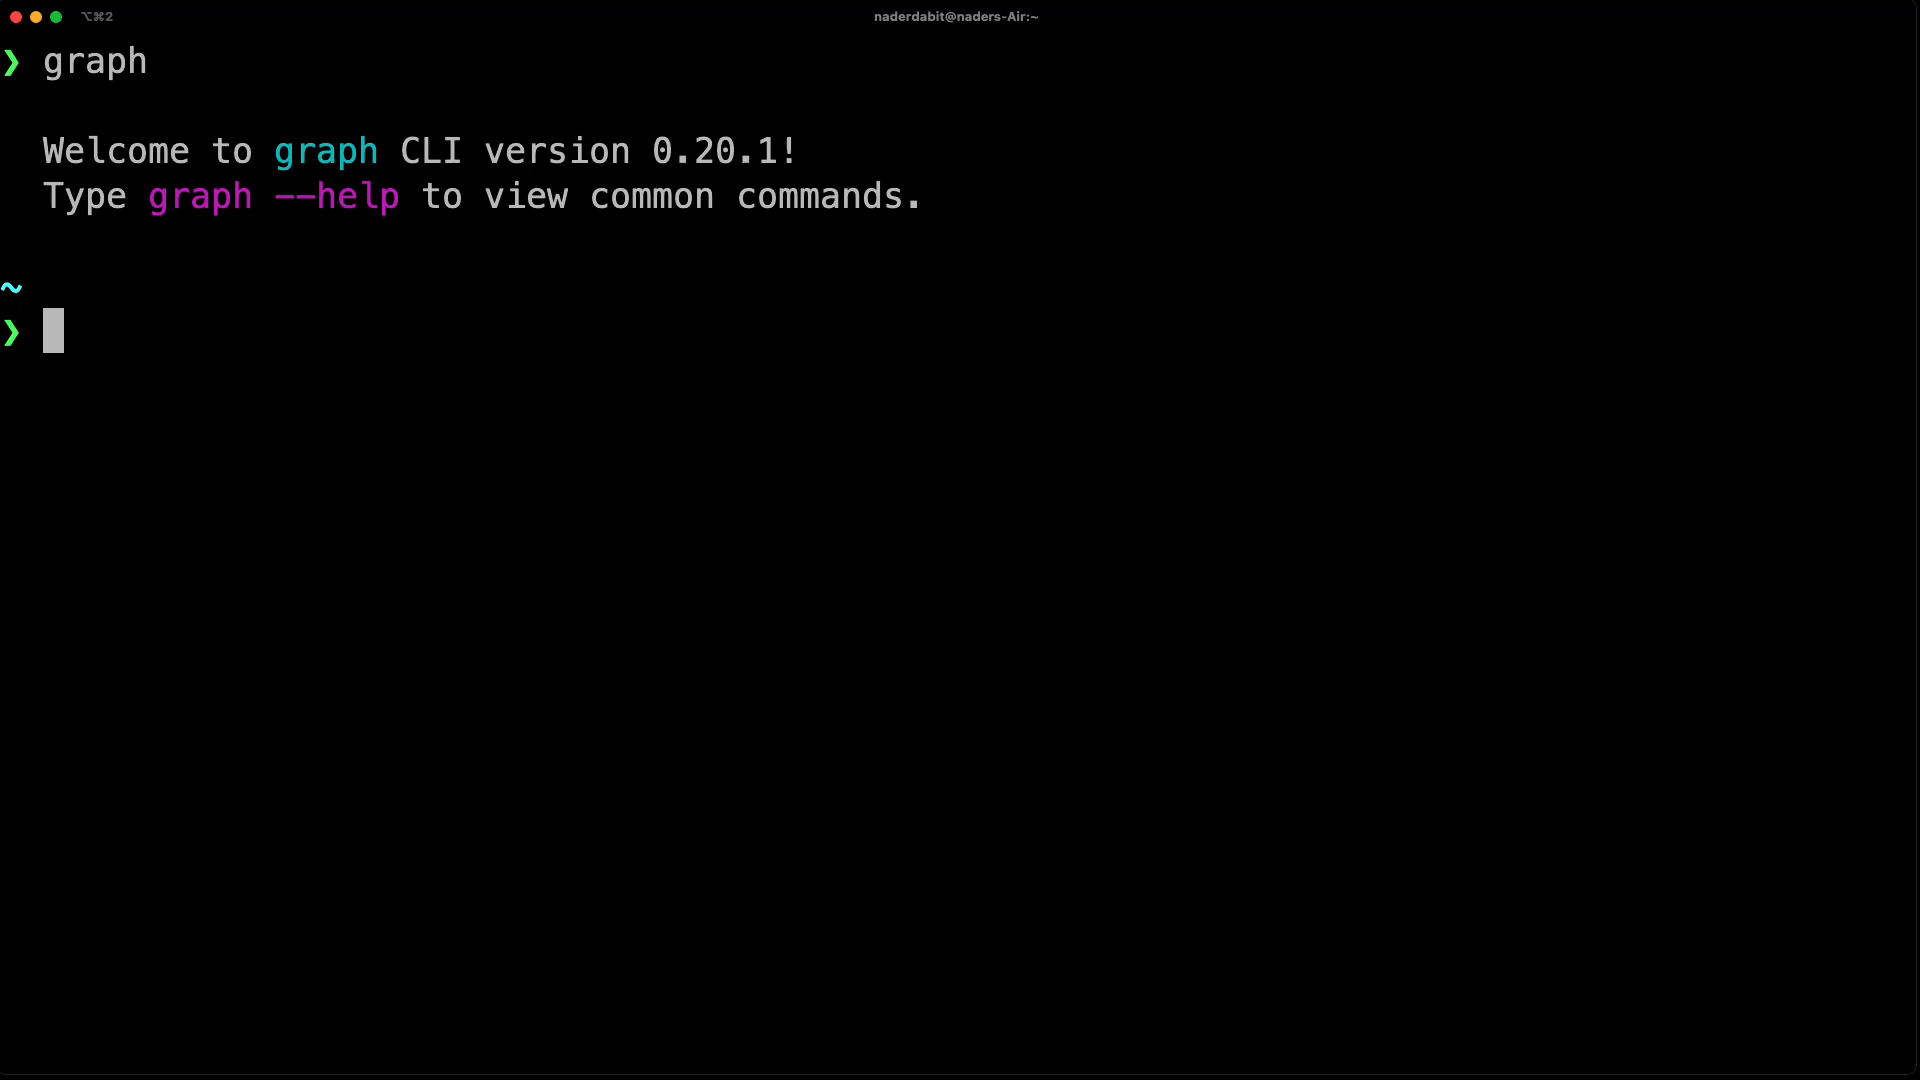 ⌥⌘2
naderdabit@naders-Air:~
❯ graph
Welcome to graph CLI version 0.20.1!
Type graph --help to view common commands.
~
❯